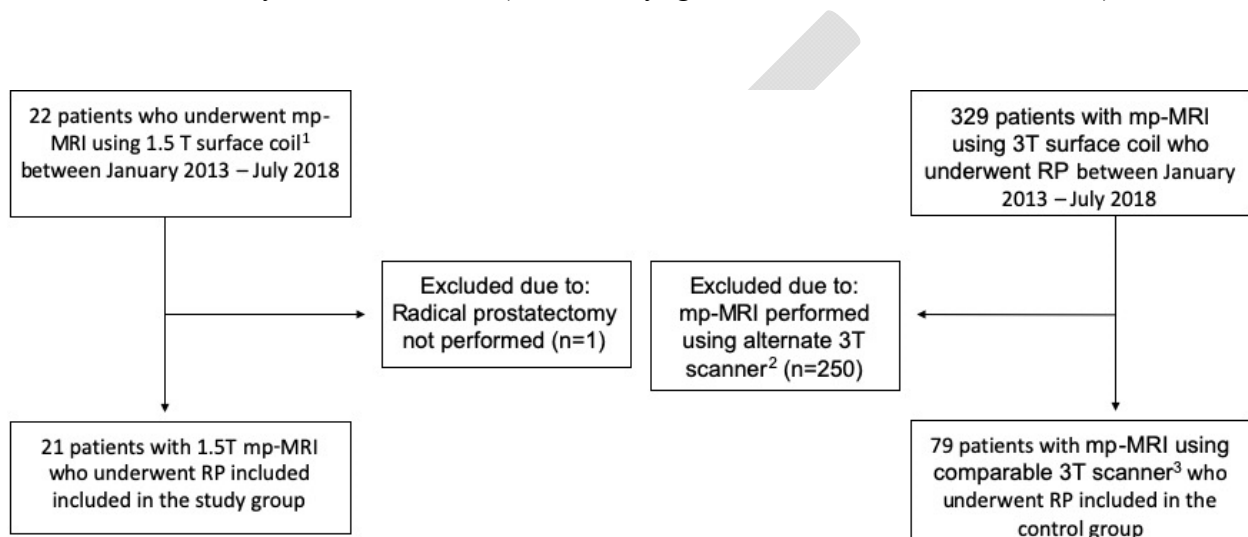 22 patients who underwent mp-
MRI using 1.5 T surface coil¹
between January 2013 – July 2018
329 patients with mp-MRI
using 3T surface coil who
underwent RP between January
2013 – July 2018
Excluded due to:
Radical prostatectomy
not performed (n=1)
Excluded due to:
mp-MRI performed
using alternate 3T
scanner² (n=250)
21 patients with 1.5T mp-MRI
who underwent RP included
included in the study group
79 patients with mp-MRI using
comparable 3T scanner³ who
underwent RP included in the
control group